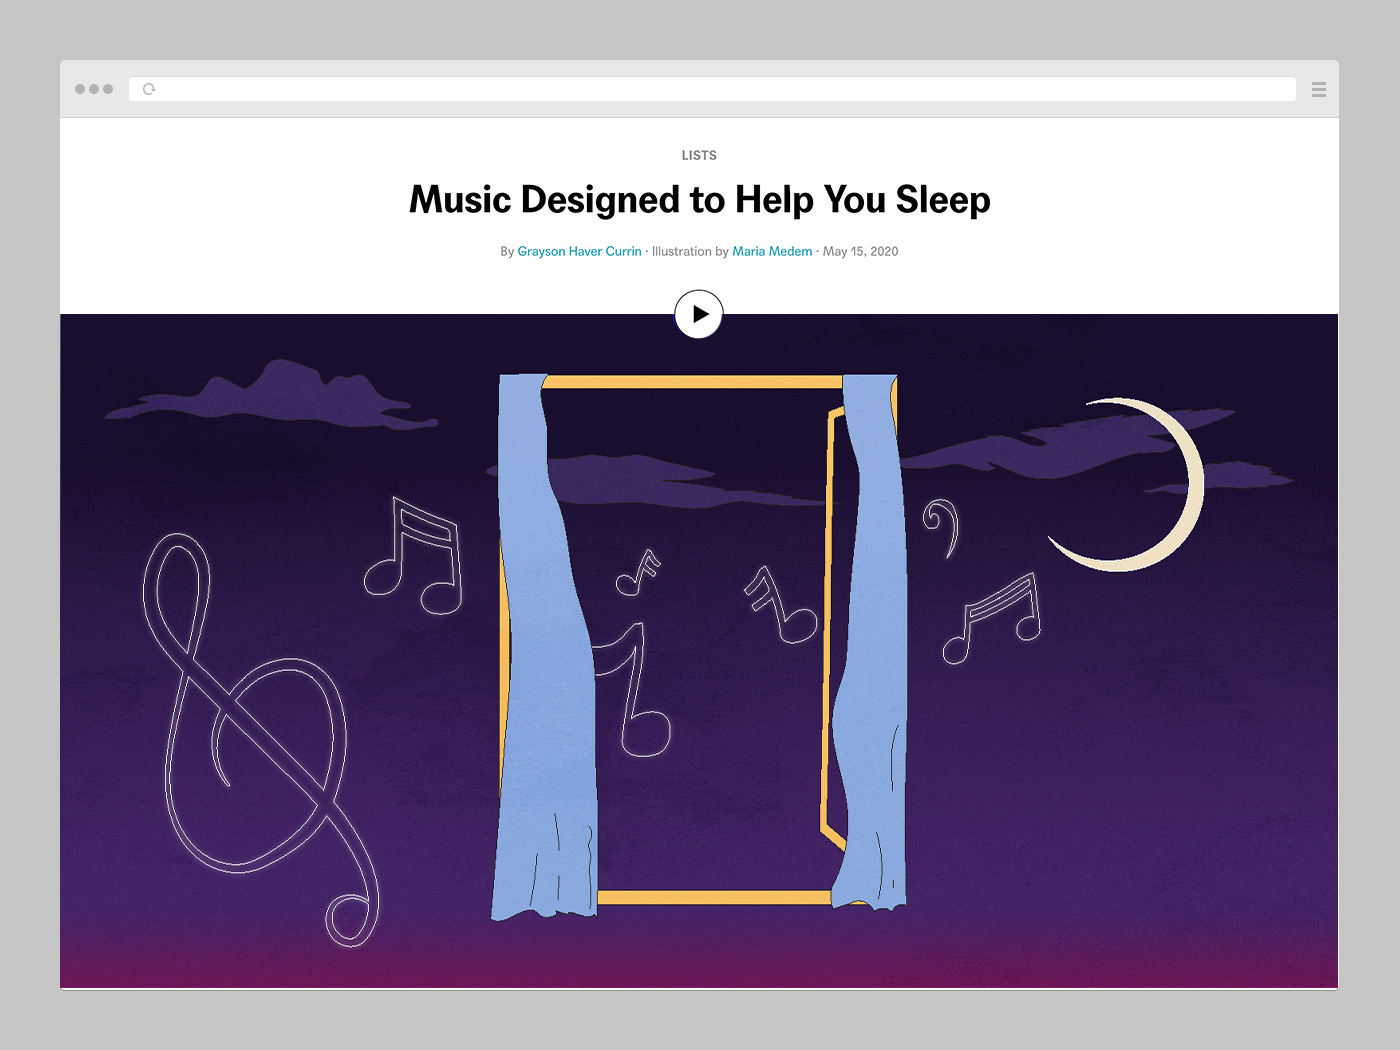 LISTS
Music Designed to Help You Sleep
By Grayson Haver Currin · Illustration by Maria Medem · May 15, 2020